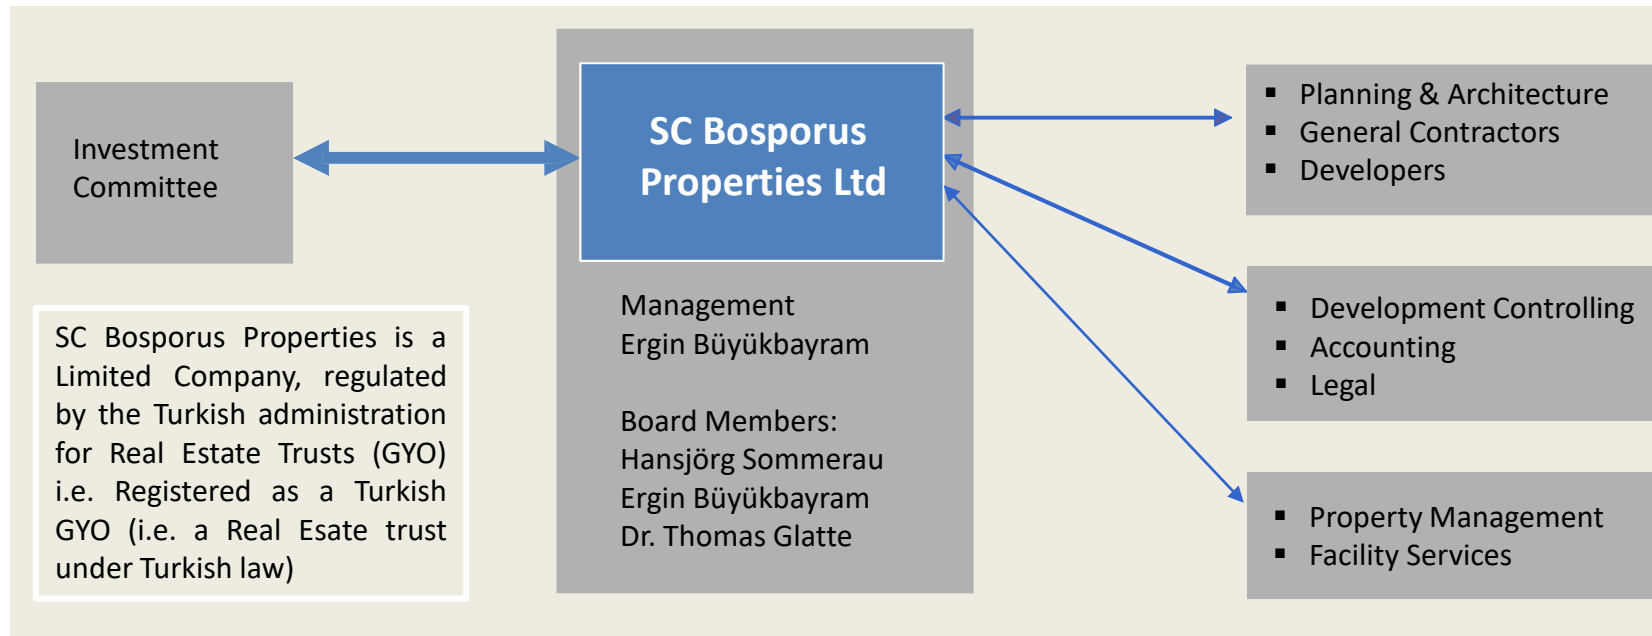 Investment
Committee
SC Bosporus Properties is a
Limited Company, regulated
by the Turkish administration
for Real Estate Trusts (GYO)
i.e. Registered as a Turkish
GYO (i.e. a Real Esate trust
under Turkish law)
SC Bosporus
Properties Ltd
Management
Ergin Büyükbayram
Board Members:
Hansjörg Sommerau
Ergin Büyükbayram
Dr. Thomas Glatte
▪ Planning & Architecture
▪ General Contractors
▪ Developers
▪ Development Controlling
▪ Accounting
▪ Legal
▪ Property Management
▪ Facility Services